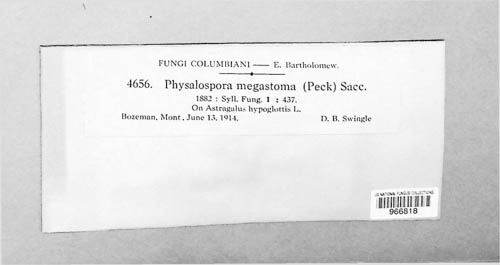 FUNGI COLUMBIANI — E. Bartholomew.
4656. Physalospora megastoma (Peck) Sacc.
1882 : Syll. Fung. 1 : 437.
On Astragalus hypoglottis L.
Bozeman, Mont., June 13, 1914. D. B. Swingle
US NATIONAL FUNGUS COLLECTIONS
966818